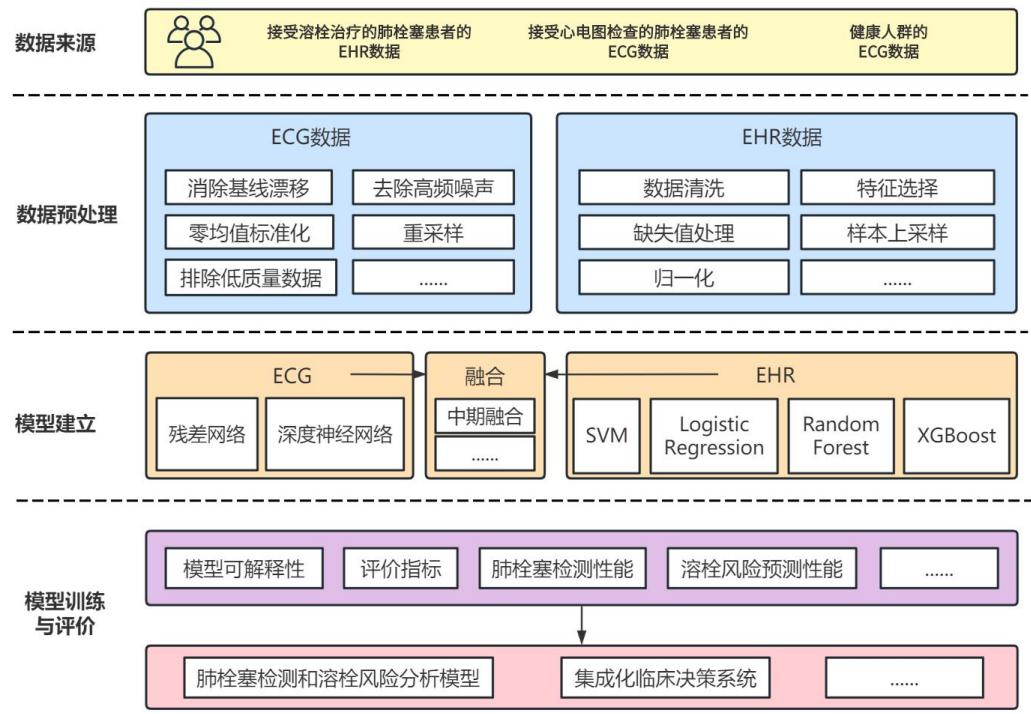 数据来源
接受溶栓治疗的肺栓塞患者的
EHR数据
接受心电图检查的肺栓塞患者的
ECG数据
健康人群的
ECG数据
数据预处理
ECG数据
消除基线漂移
去除高频噪声
零均值标准化
重采样
排除低质量数据
......
EHR数据
数据清洗
特征选择
缺失值处理
样本上采样
归一化
......
模型建立
ECG
残差网络
深度神经网络
融合
中期融合
......
EHR
SVM
Logistic
Regression
Random
Forest
XGBoost
模型训练
与评价
模型可解释性
评价指标
肺栓塞检测性能
溶栓风险预测性能
......
肺栓塞检测和溶栓风险分析模型
集成化临床决策系统
......